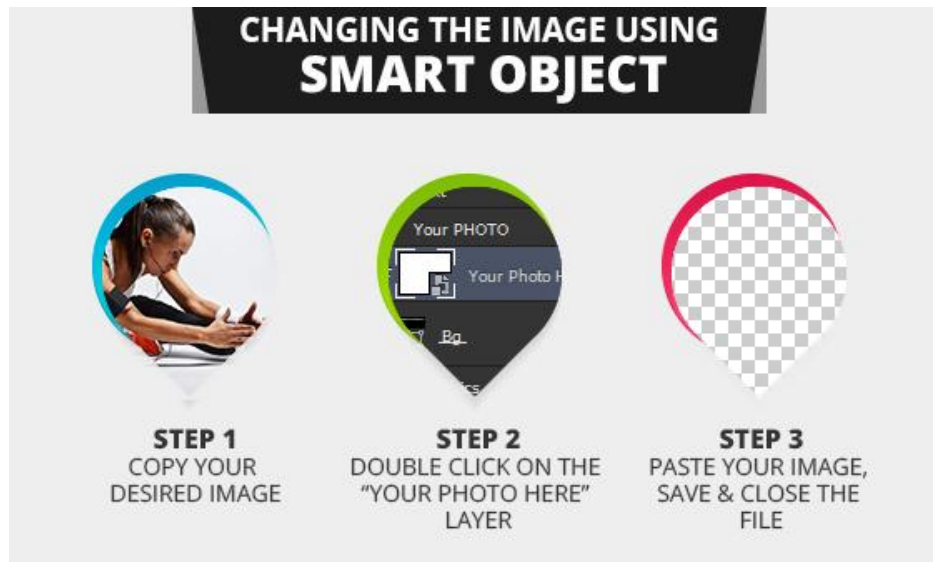 CHANGING THE IMAGE USING
SMART OBJECT
Your PHOTO
Your Photo
Bg
STEP 1
COPY YOUR
DESIRED IMAGE
STEP 2
DOUBLE CLICK ON THE
“YOUR PHOTO HERE”
LAYER
STEP 3
PASTE YOUR IMAGE,
SAVE & CLOSE THE
FILE